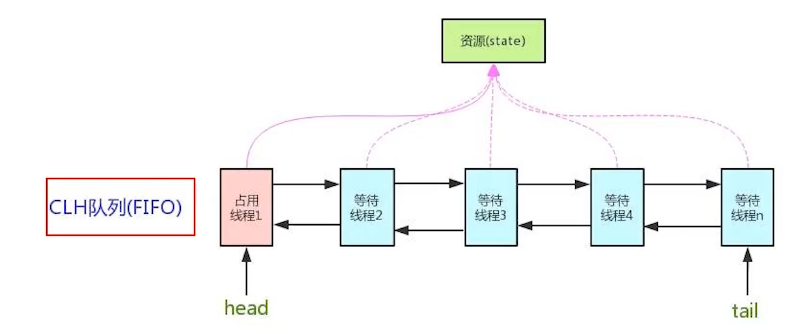 资源(state)
CLH队列(FIFO)
占用
线程1
等待
线程2
等待
线程3
等待
线程4
等待
线程n
head
tail